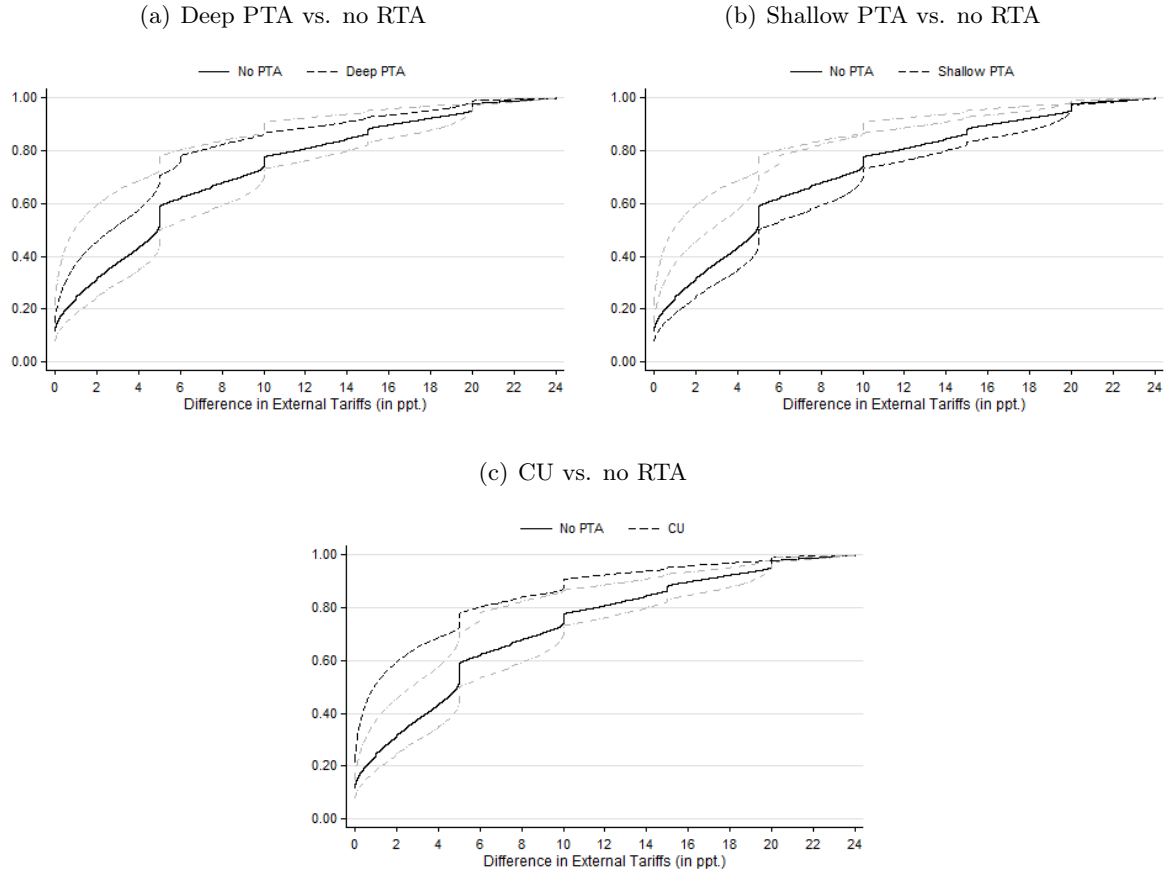 (a) Deep PTA vs. no RTA
No PTA Deep PTA
1.00
0.80
0.60
0.40
0.20
0.00
0 2 4 6 8 10 12 14 16 18 20 22 24
Difference in External Tariffs (in ppt.)
(b) Shallow PTA vs. no RTA
No PTA Shallow PTA
1.00
0.80
0.60
0.40
0.20
0.00
0 2 4 6 8 10 12 14 16 18 20 22 24
Difference in External Tariffs (in ppt.)
(c) CU vs. no RTA
No PTA CU
1.00
0.80
0.60
0.40
0.20
0.00
0 2 4 6 8 10 12 14 16 18 20 22 24
Difference in External Tariffs (in ppt.)